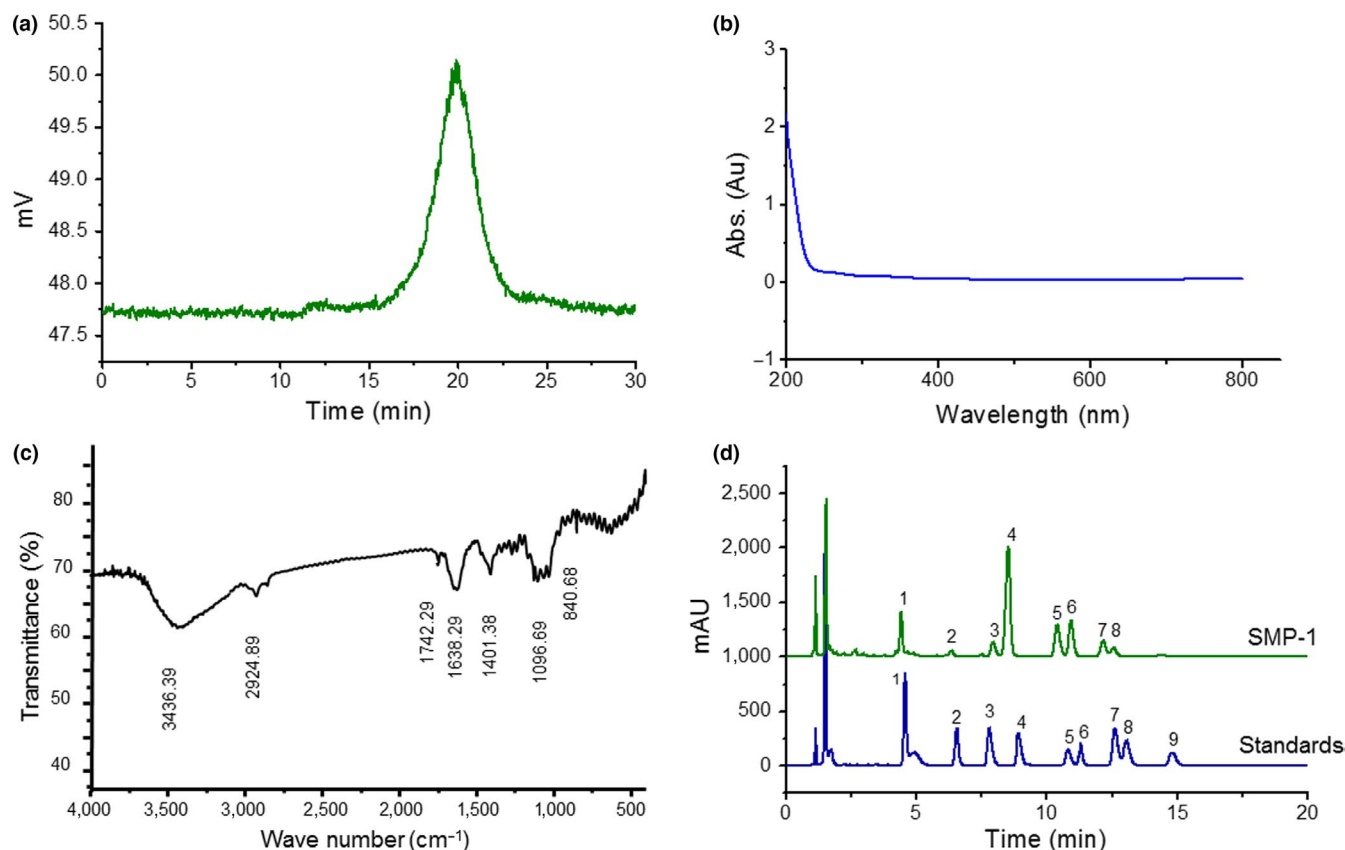 (a)
50.5
50.0
49.5
49.0
48.5
48.0
47.5
mV
0 5 10 15 20 25 30
Time (min)
(b)
3
2
1
0
−1
Abs. (Au)
200 400 600 800
Wavelength (nm)
(c)
80
70
60
50
40
Transmittance (%)
3436.39
2924.89
1742.29
1638.29
1401.38
1096.69
840.68
4,000 3,500 3,000 2,500 2,000 1,500 1,000 500
Wave number (cm⁻¹)
(d)
2,500
2,000
1,500
1,000
500
0
mAU
1 2 3 4 5 6 7 8
SMP-1
1 2 3 4 5 6 7 8 9
Standards
0 5 10 15 20
Time (min)